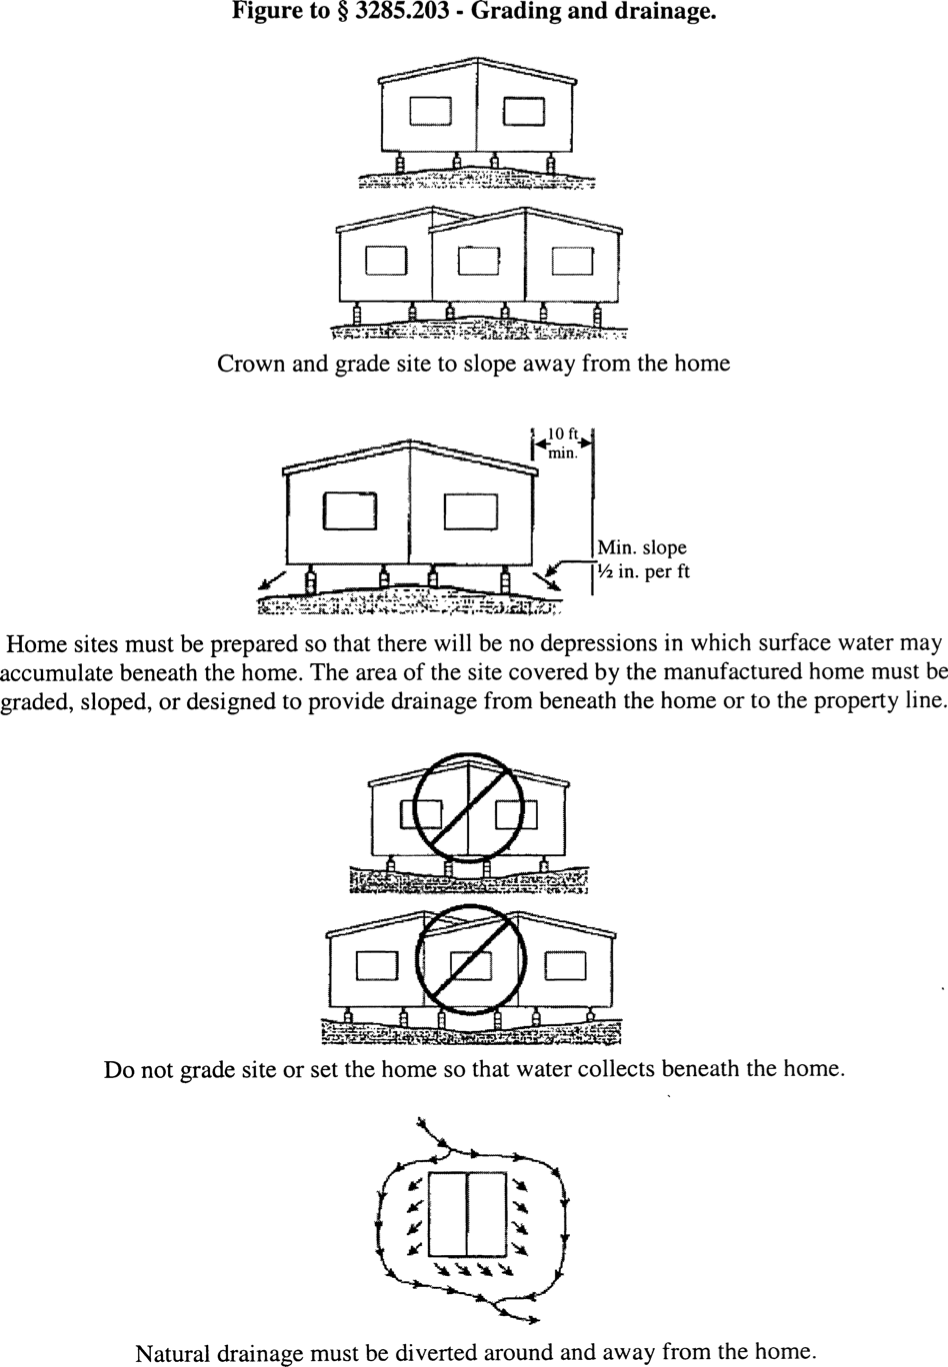 Figure to § 3285.203 - Grading and drainage.
Crown and grade site to slope away from the home
10 ft
min.
Min. slope
½ in. per ft
Home sites must be prepared so that there will be no depressions in which surface water may
accumulate beneath the home. The area of the site covered by the manufactured home must be
graded, sloped, or designed to provide drainage from beneath the home or to the property line.
Do not grade site or set the home so that water collects beneath the home.
Natural drainage must be diverted around and away from the home.